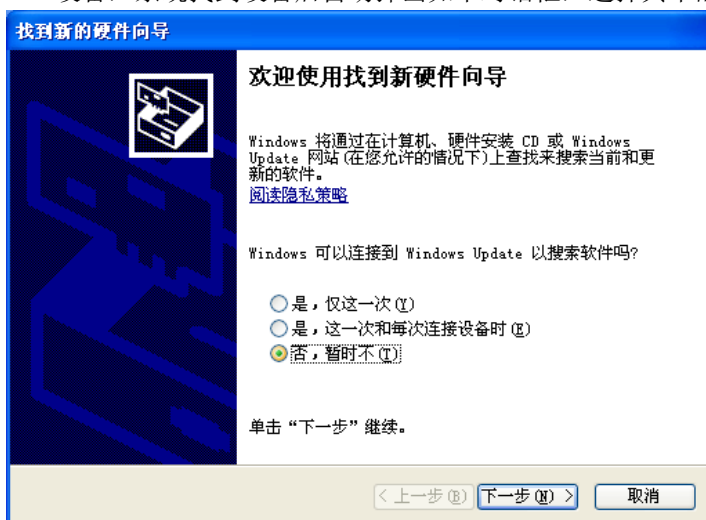 找到新的硬件向导
欢迎使用找到新硬件向导
Windows 将通过在计算机、硬件安装 CD 或 Windows
Update 网站(在您允许的情况下)上查找来搜索当前和更
新的软件。
阅读隐私策略
Windows 可以连接到 Windows Update 以搜索软件吗?
是，仅这一次(Y)
是，这一次和每次连接设备时(E)
否，暂时不(T)
单击“下一步”继续。
< 上一步(B) 下一步(N) > 取消